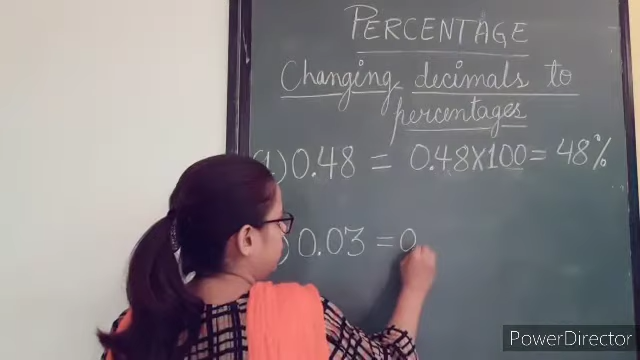 PERCENTAGE
Changing decimals to
percentages
1) 0.48 = 0.48x100 = 48%
) 0.03 = 0
PowerDirector